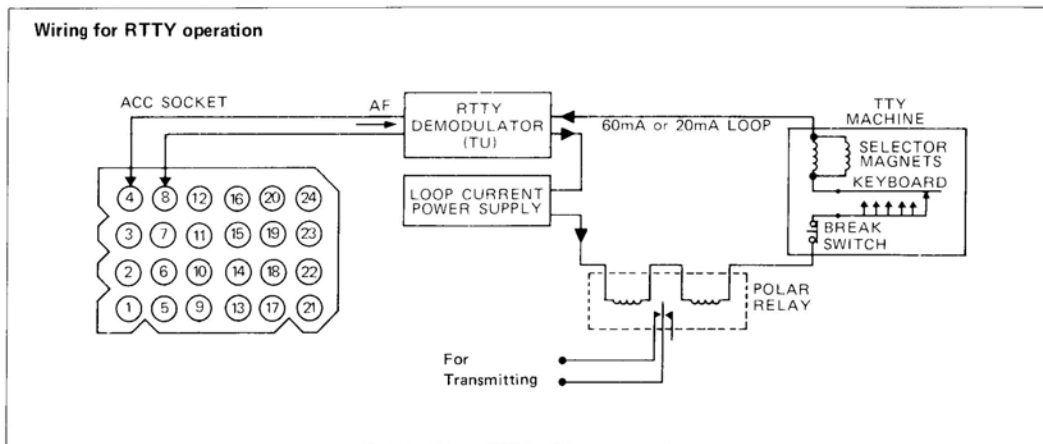 Wiring for RTTY operation
ACC SOCKET
AF
RTTY
DEMODULATOR
(TU)
60mA or 20mA LOOP
TTY
MACHINE
SELECTOR
MAGNETS
KEYBOARD
BREAK
SWITCH
LOOP CURRENT
POWER SUPPLY
4 8 12 16 20 24
3 7 11 15 19 23
2 6 10 14 18 22
1 5 9 13 17 21
POLAR
RELAY
For
Transmitting